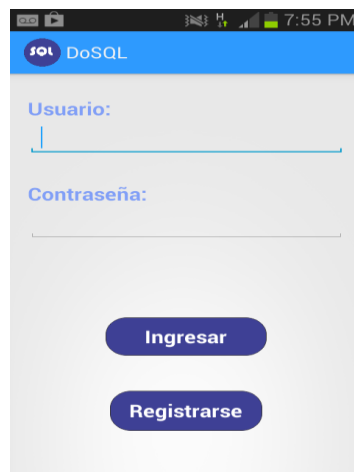 H 7:55 PM
SQL DoSQL
Usuario:
Contraseña:
Ingresar
Registrarse